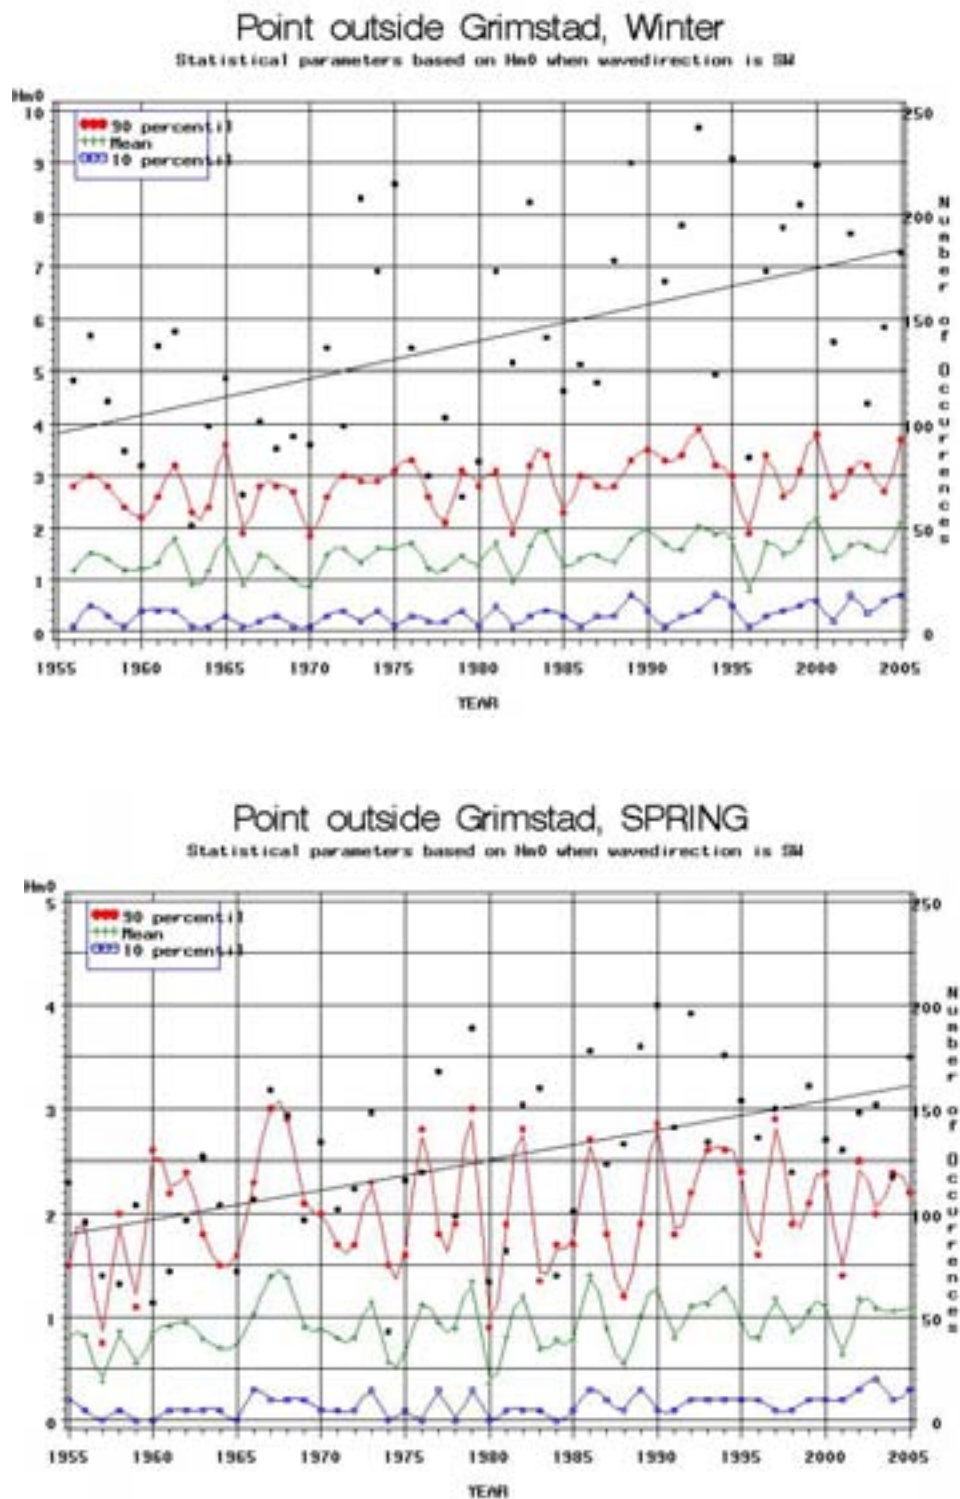 Point outside Grimstad, Winter
Statistical parameters based on Hm0 when wavedirection is SW
Hm0
10
9
8
7
6
5
4
3
2
1
0
90 percentil
Mean
10 percentil
250
200
150
100
50
0
Number of Occurrences
1955 1960 1965 1970 1975 1980 1985 1990 1995 2000 2005
YEAR
Point outside Grimstad, SPRING
Statistical parameters based on Hm0 when wavedirection is SW
Hm0
5
4
3
2
1
0
90 percentil
Mean
10 percentil
250
200
150
100
50
0
Number of Occurrences
1955 1960 1965 1970 1975 1980 1985 1990 1995 2000 2005
YEAR